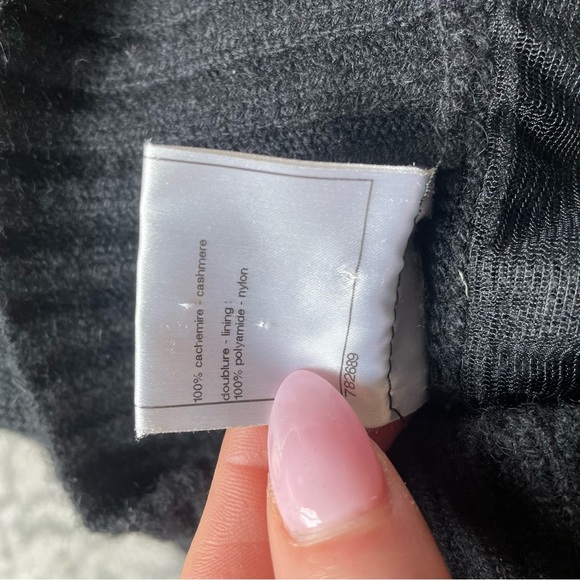 100% cachemire - cashmere
doublure - lining :
100% polyamide - nylon
782689